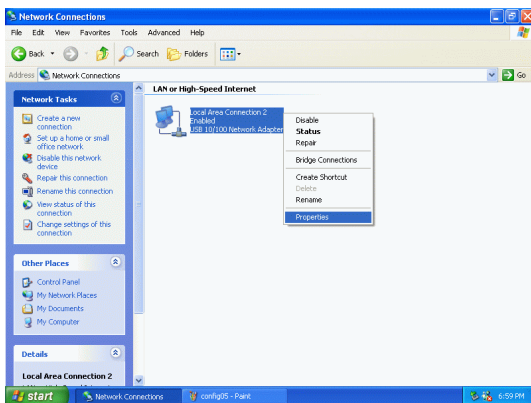 Network Connections
File Edit View Favorites Tools Advanced Help
Back Search Folders
Address Network Connections Go
Network Tasks
Create a new
connection
Set up a home or small
office network
Disable this network
device
Repair this connection
Rename this connection
View status of this
connection
Change settings of this
connection
Other Places
Control Panel
My Network Places
My Documents
My Computer
Details
Local Area Connection 2
LAN or High-Speed Internet
Local Area Connection 2
Enabled
USB 10/100 Network Adapter
Disable
Status
Repair
Bridge Connections
Create Shortcut
Delete
Rename
Properties
start Network Connections config05 - Paint 6:59 PM